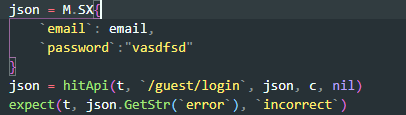 json = M.SX{
`email`: email,
`password`:"vasdfsd"
}
json = hitApi(t, `/guest/login`, json, c, nil)
expect(t, json.GetStr(`error`), `incorrect`)